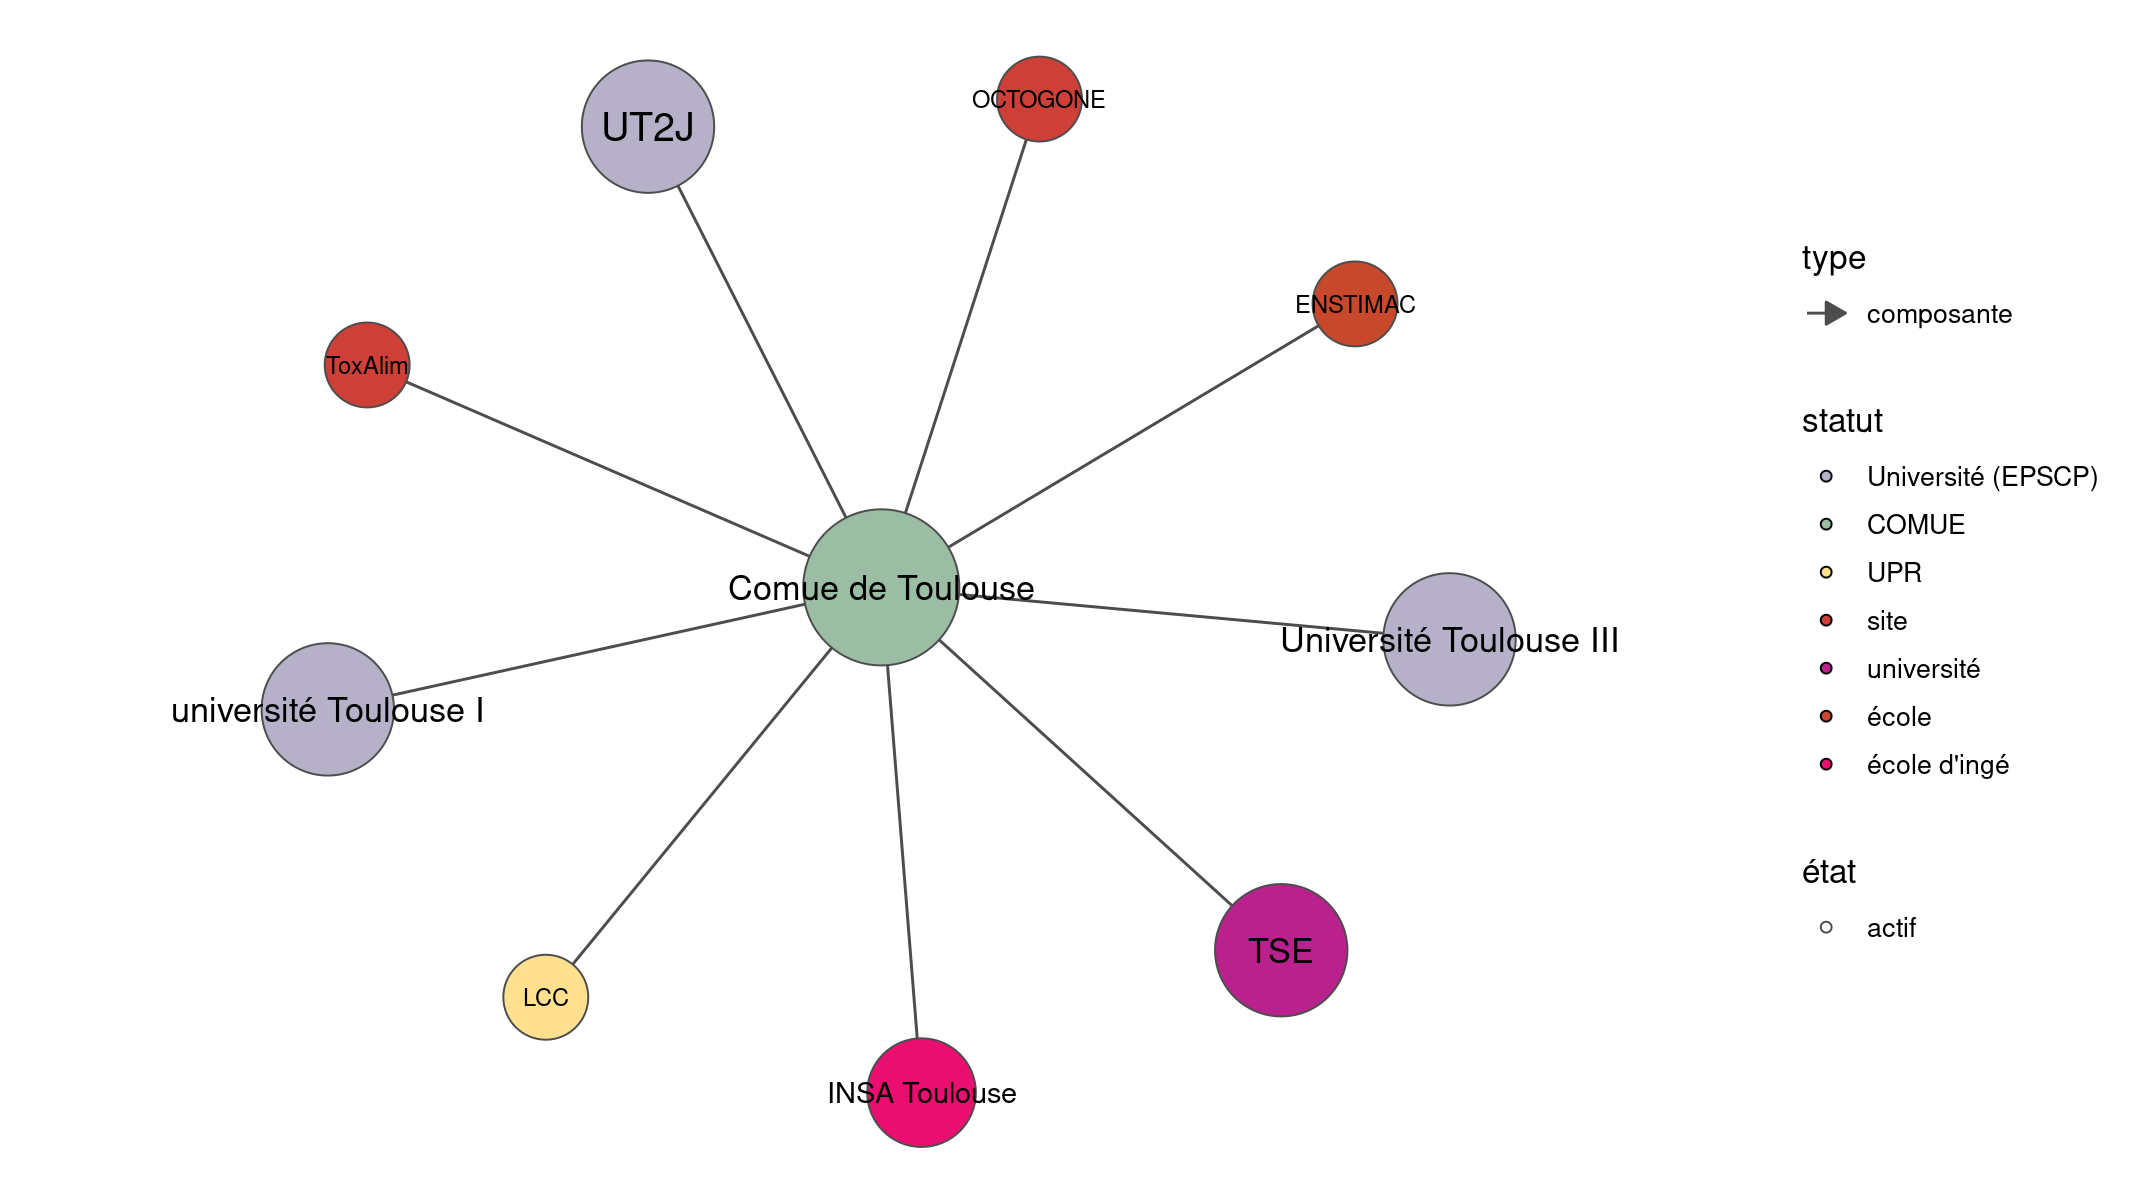 UT2J
OCTOGONE
ENSTIMAC
ToxAlim
Comue de Toulouse
Université Toulouse III
université Toulouse I
TSE
LCC
INSA Toulouse
type
composante
statut
Université (EPSCP)
COMUE
UPR
site
université
école
école d'ingé
état
actif